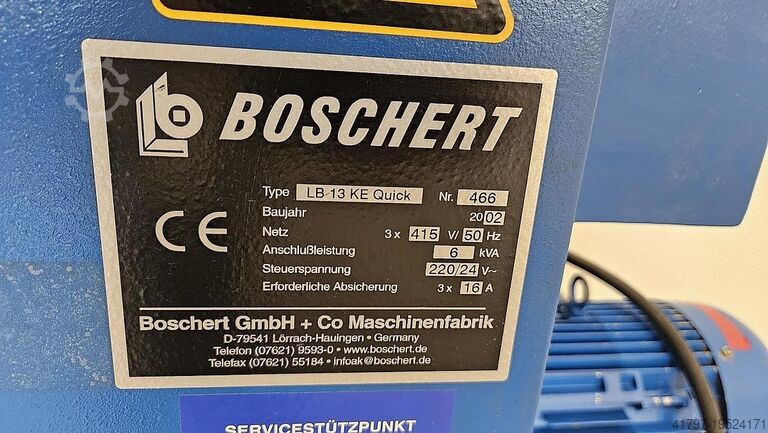 BOSCHERT
Type LB 13 KE Quick Nr. 466
Baujahr 2002
Netz 3 x 415 V/ 50 Hz
Anschlußleistung 6 kVA
Steuerspannung 220/24 V~
Erforderliche Absicherung 3 x 16 A
CE
Boschert GmbH + Co Maschinenfabrik
D-79541 Lörrach-Hauingen • Germany
Telefon (07621) 9593-0 • www.boschert.de
Telefax (07621) 55184 • infoak@boschert.de
SERVICESTÜTZPUNKT
41797-19524171